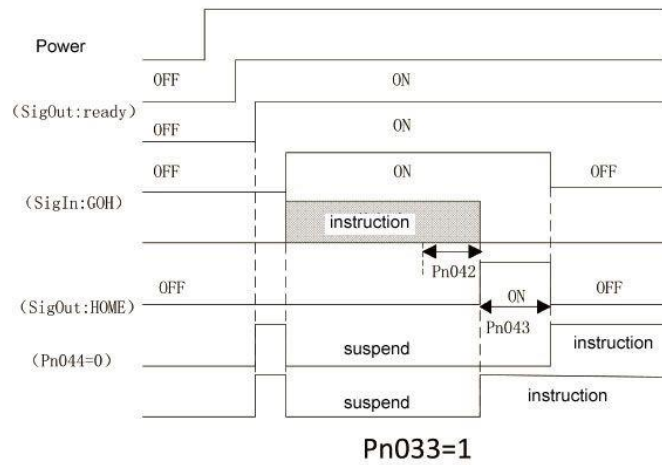 Power
OFF ON
(SigOut:ready)
OFF ON
OFF ON OFF
(SigIn:GOH)
instruction
Pn042
OFF ON OFF
(SigOut:HOME)
Pn043
suspend instruction
(Pn044=0)
suspend instruction
Pn033=1